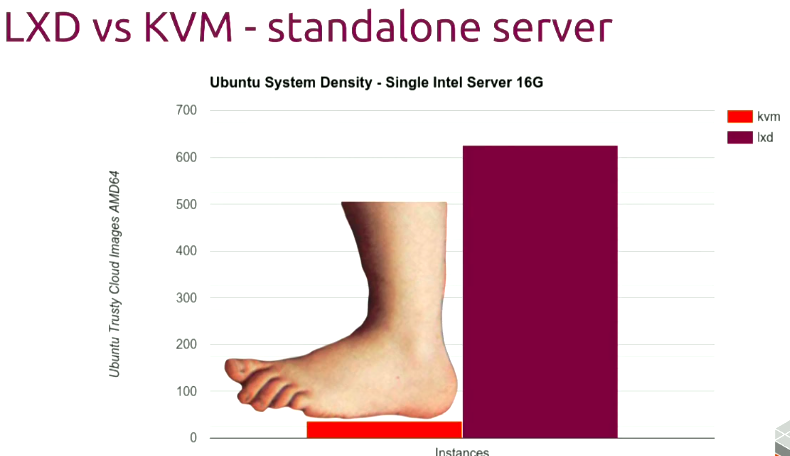 LXD vs KVM - standalone server
Ubuntu System Density - Single Intel Server 16G
700
600
500
400
300
200
100
0
Ubuntu Trusty Cloud Images AMD64
Instances
kvm
lxd